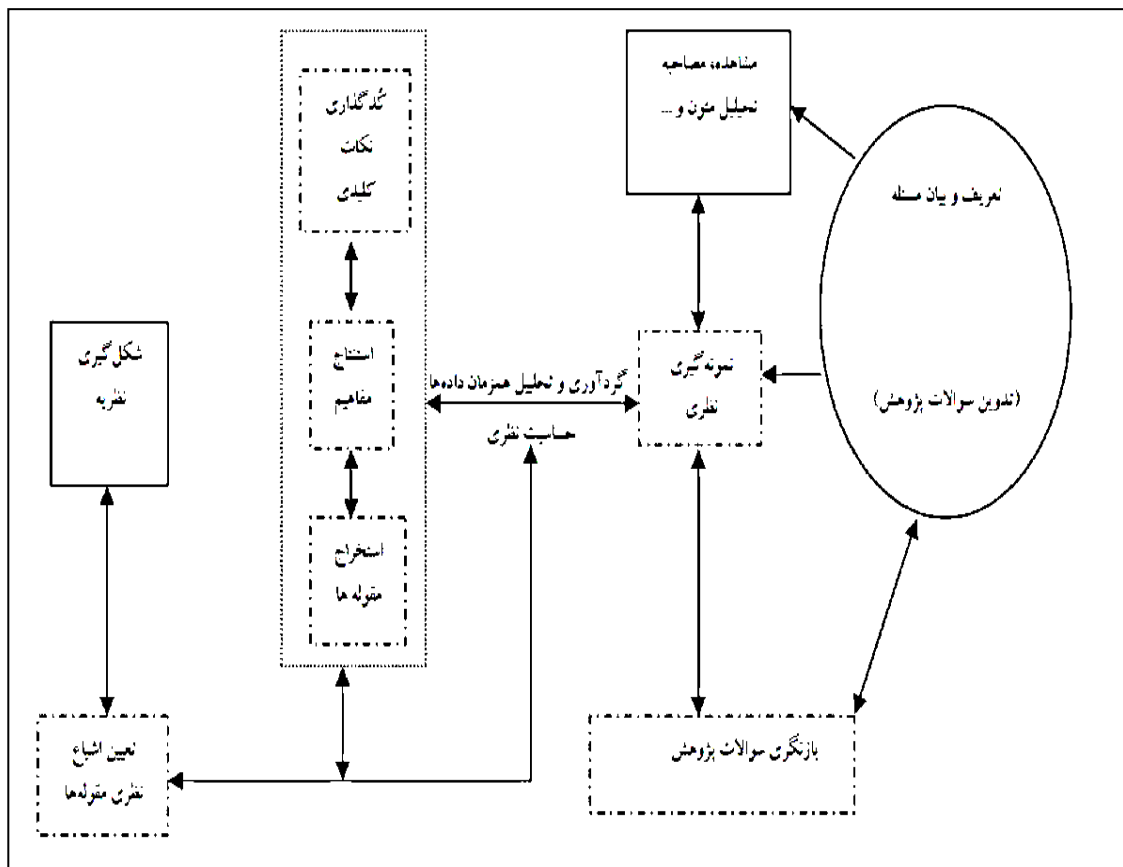 مشاهده، مصاحبه
تحلیل متون و ...
تعریف و بیان مسئله
(تدوین سوالات پژوهش)
نمونه‌گیری
نظری
بازنگری سوالات پژوهش
گردآوری و تحلیل همزمان داده‌ها
حساسیت نظری
کُدگذاری
نکات
کلیدی
استنتاج
مفاهیم
استخراج
مقوله ها
شکل‌گیری
نظریه
تعیین اشباع
نظری مقوله‌ها